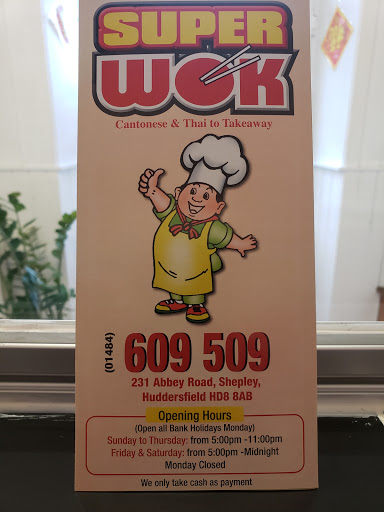 SUPER
WOK
Cantonese & Thai to Takeaway
(01484) 609 509
231 Abbey Road, Shepley,
Huddersfield HD8 8AB
Opening Hours
(Open all Bank Holidays Monday)
Sunday to Thursday: from 5:00pm -11:00pm
Friday & Saturday: from 5:00pm -Midnight
Monday Closed
We only take cash as payment